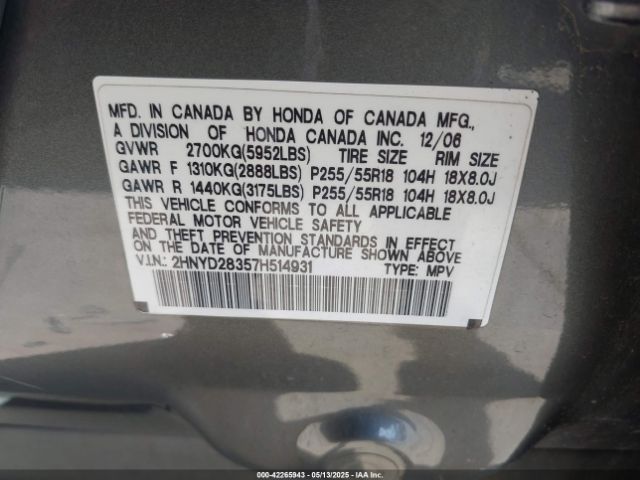 MFD. IN CANADA BY HONDA OF CANADA MFG.,
A DIVISION OF HONDA CANADA INC. 12/06
GVWR 2700KG(5952LBS) TIRE SIZE RIM SIZE
GAWR F 1310KG(2888LBS) P255/55R18 104H 18X8.0J
GAWR R 1440KG(3175LBS) P255/55R18 104H 18X8.0J
THIS VEHICLE CONFORMS TO ALL APPLICABLE
FEDERAL MOTOR VEHICLE SAFETY
AND THEFT PREVENTION STANDARDS IN EFFECT
ON THE DATE OF MANUFACTURE SHOWN ABOVE
V.I.N.: 2HNYD28357H514931 TYPE: MPV
000-42265943 - 05/13/2025 - IAA Inc.